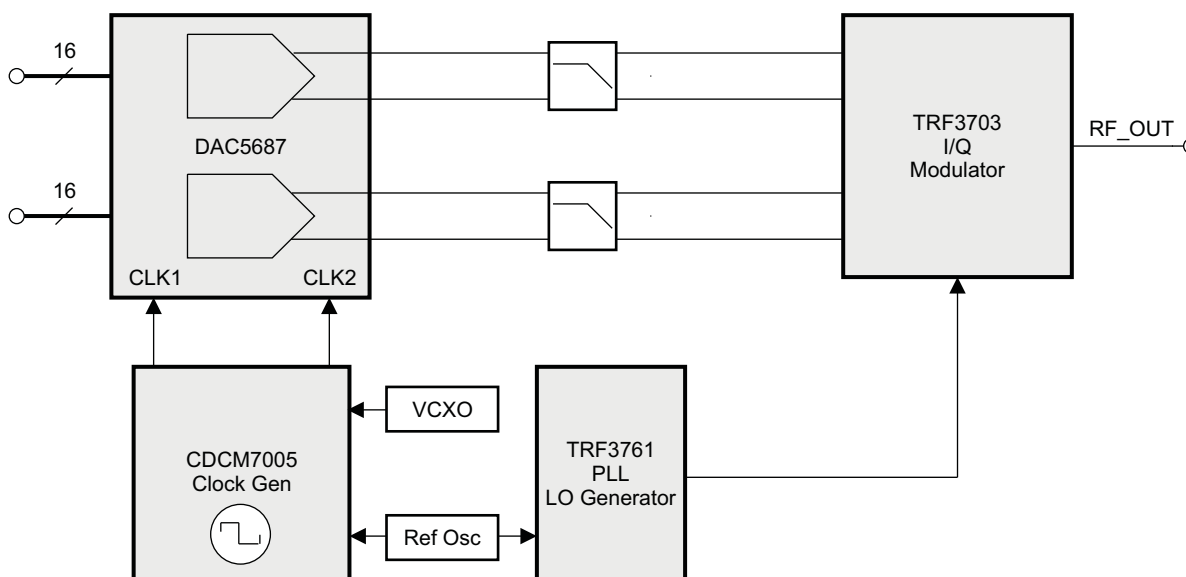 16
DAC5687
16
CLK1
CLK2
TRF3703
I/Q
Modulator
RF_OUT
VCXO
CDCM7005
Clock Gen
Ref Osc
TRF3761
PLL
LO Generator